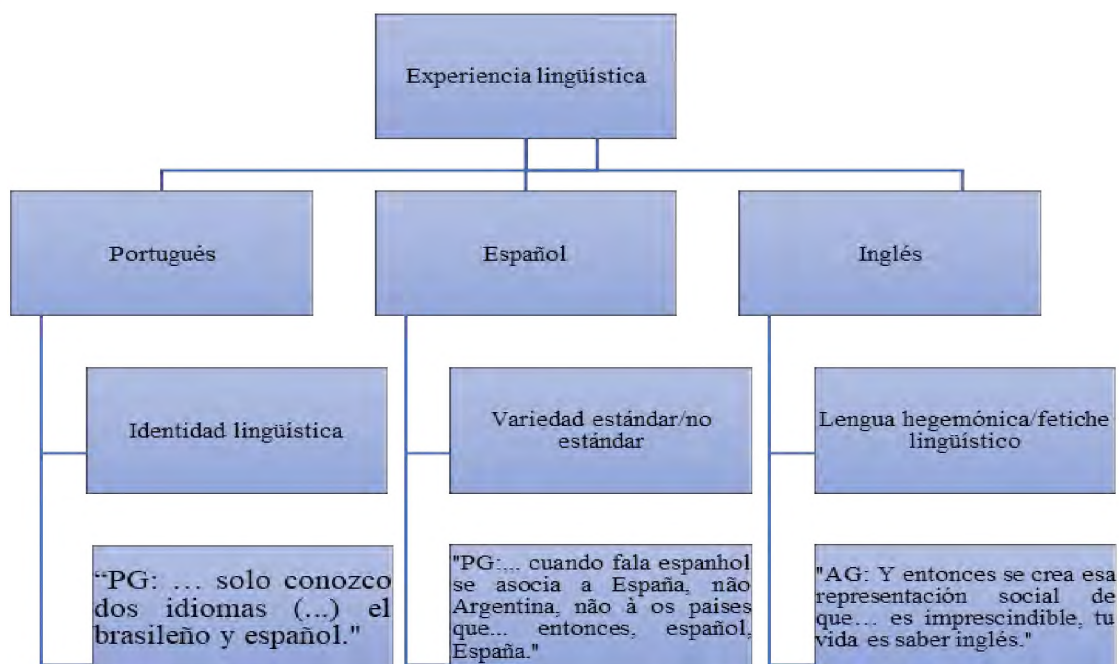 Experiencia lingüística
Portugués
Español
Inglés
Identidad lingüística
Variedad estándar/no
estándar
Lengua hegemónica/fetiche
lingüístico
“PG: ... solo conozco
dos idiomas (...) el
brasileño y español."
"PG:... cuando fala espanhol
se asocia a España, não
Argentina, não à os paises
que... entonces, español,
España."
"AG: Y entonces se crea esa
representación social de
que… es imprescindible, tu
vida es saber inglés."